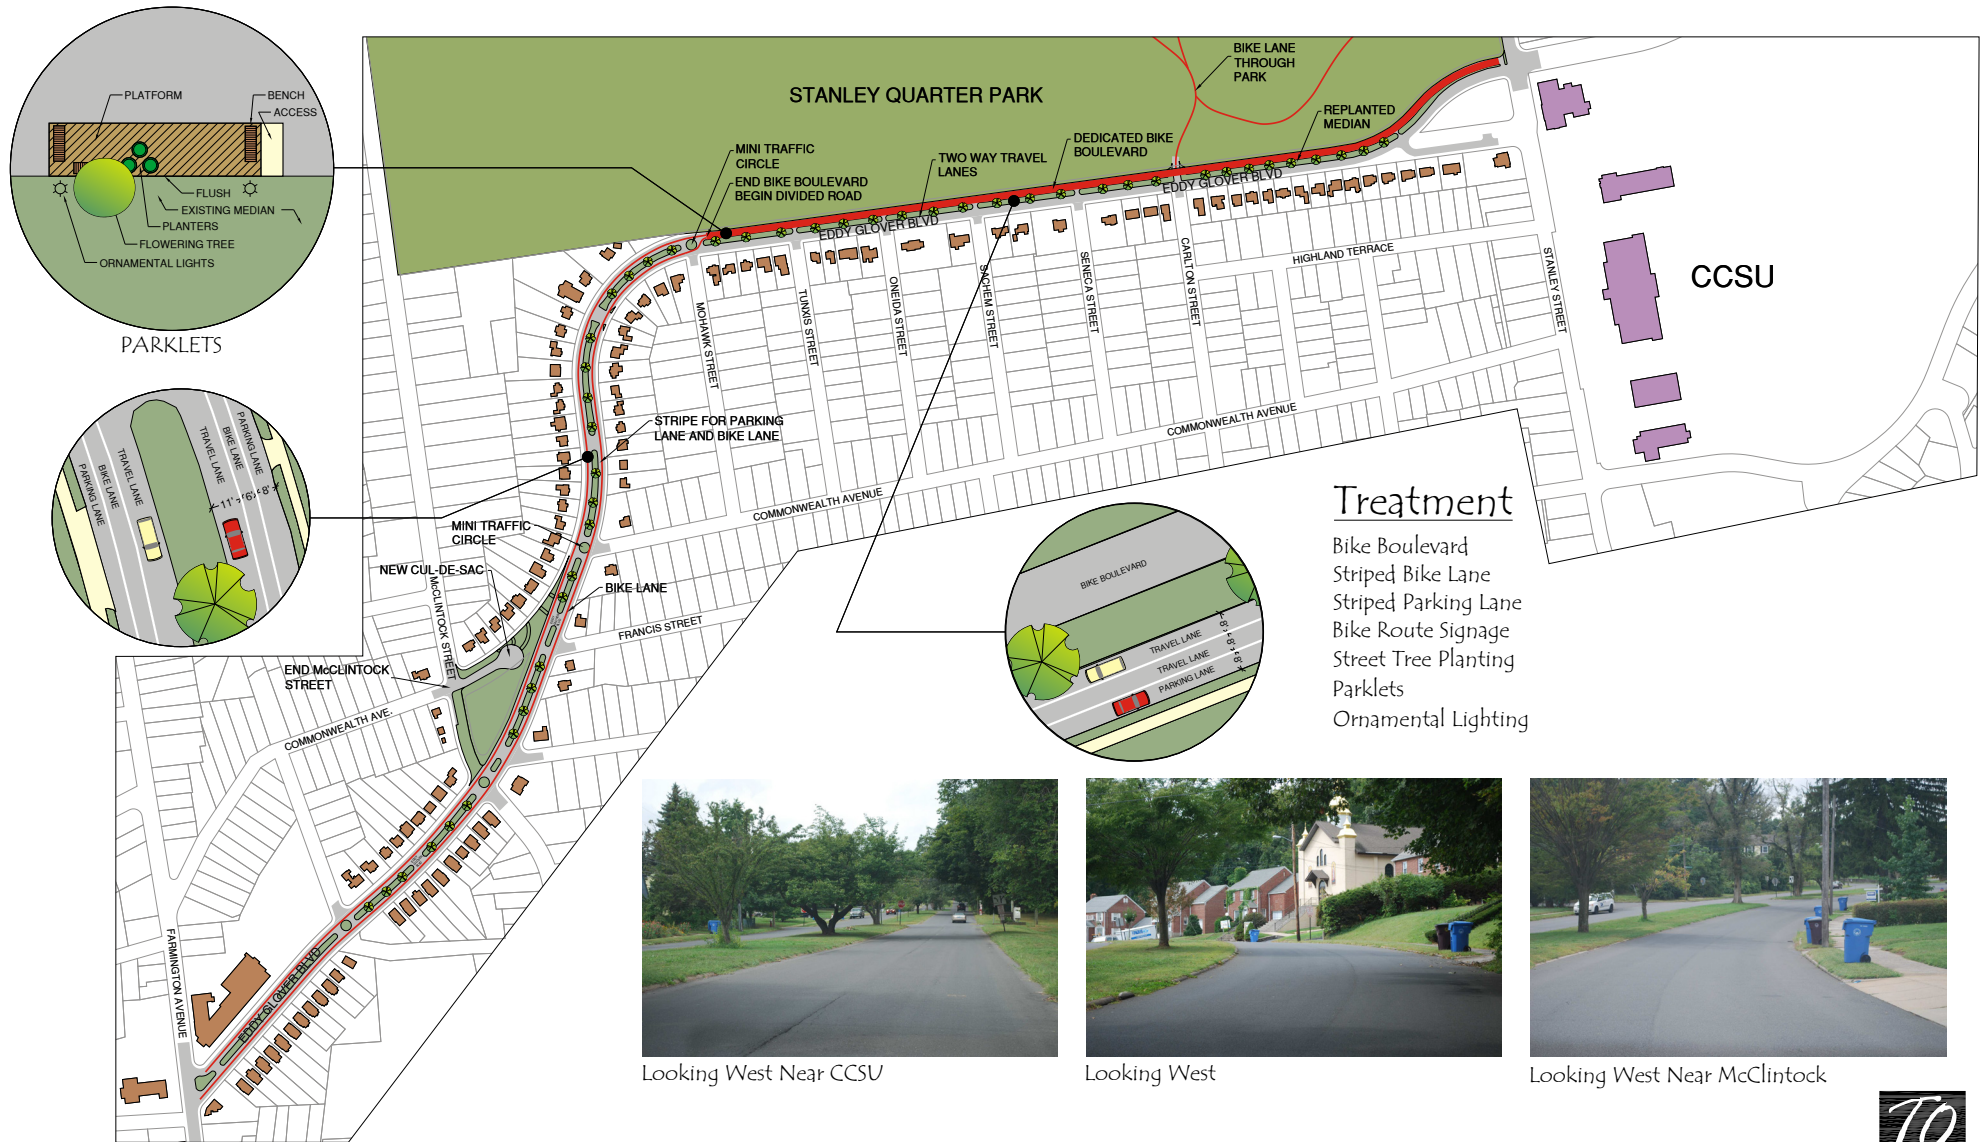 PLATFORM
BENCH
ACCESS
FLUSH
EXISTING MEDIAN
PLANTERS
FLOWERING TREE
ORNAMENTAL LIGHTS
PARKLETS
STANLEY QUARTER PARK
BIKE LANE
THROUGH
PARK
REPLANTED
MEDIAN
DEDICATED BIKE
BOULEVARD
TWO WAY TRAVEL
LANES
MINI TRAFFIC
CIRCLE
END BIKE BOULEVARD
BEGIN DIVIDED ROAD
EDDY GLOVER BLVD
EDDY GLOVER BLVD
MOHAWK STREET
TUNXIS STREET
ONEIDA STREET
SACHEM STREET
SENECA STREET
CARLTON STREET
HIGHLAND TERRACE
STANLEY STREET
CCSU
COMMONWEALTH AVENUE
COMMONWEALTH AVENUE
PARKING LANE
BIKE LANE
TRAVEL LANE
TRAVEL LANE
BIKE LANE
PARKING LANE
11' 6' 8'
STRIPE FOR PARKING
LANE AND BIKE LANE
MINI TRAFFIC
CIRCLE
NEW CUL-DE-SAC
McCLINTOCK STREET
BIKE LANE
FRANCIS STREET
END McCLINTOCK
STREET
COMMONWEALTH AVE.
FARMINGTON AVENUE
EDDY GLOVER BLVD
BIKE BOULEVARD
TRAVEL LANE
TRAVEL LANE
PARKING LANE
8' 8' 8'
Treatment
Bike Boulevard
Striped Bike Lane
Striped Parking Lane
Bike Route Signage
Street Tree Planting
Parklets
Ornamental Lighting
Looking West Near CCSU
Looking West
Looking West Near McClintock
TO